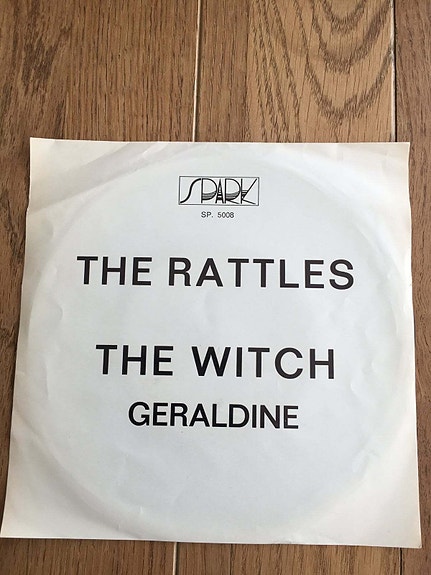 SPARK
SP. 5008
THE RATTLES
THE WITCH
GERALDINE